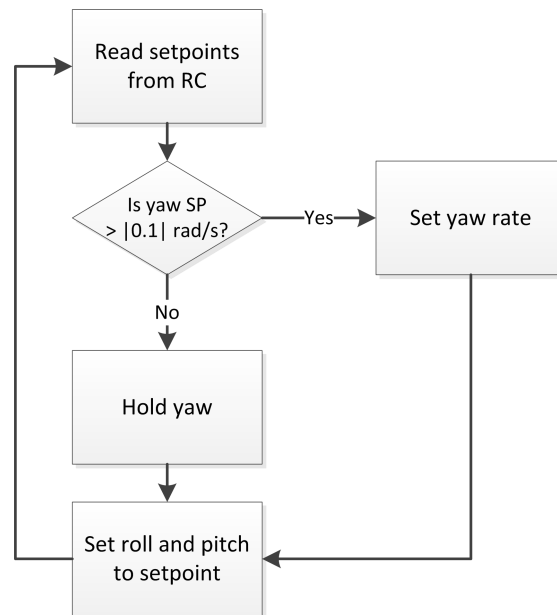 Read setpoints
from RC
Is yaw SP
> |0.1| rad/s?
Yes
Set yaw rate
No
Hold yaw
Set roll and pitch
to setpoint